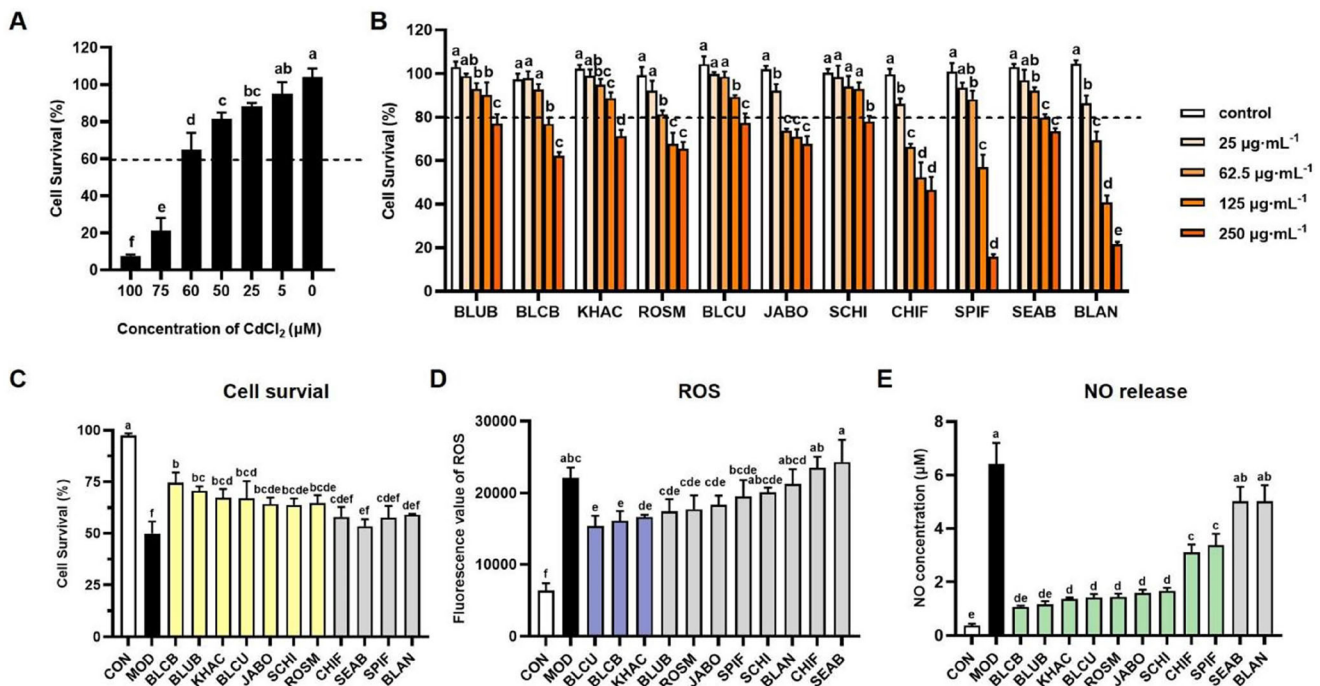 A
Cell Survival (%)
120
100
80
60
40
20
0
f
e
d
c
bc
ab
a
100 75 60 50 25 5 0
Concentration of CdCl2 (μM)
B
Cell Survival (%)
120
100
80
60
40
20
0
a ab b b c
a a a b c
a ab bc c d
a a b c c
a a a b c
a b c c c
a a a a b
a b c d d
a ab b c d
a ab b c c
a b c d e
BLUB BLCB KHAC ROSM BLCU JABO SCHI CHIF SPIF SEAB BLAN
control
25 μg·mL-1
62.5 μg·mL-1
125 μg·mL-1
250 μg·mL-1
C
Cell survial
Cell Survival (%)
100
75
50
25
0
a f b bc bcd bcd bcde bcde bcde cdef ef cdef def
CON MOD BLCB BLUB KHAC BLCU JABO SCHI ROSM CHIF SEAB SPIF BLAN
D
ROS
Fluorescence value of ROS
30000
20000
10000
0
f abc e e de cde cde cde bcde abcde abcd ab a
CON MOD BLCU BLCB KHAC BLUB ROSM JABO SPIF SCHI BLAN CHIF SEAB
E
NO release
NO concentration (μM)
8
6
4
2
0
e a de de d d d d d c c ab ab
CON MOD BLCB BLUB KHAC BLCU ROSM JABO SCHI CHIF SPIF SEAB BLAN